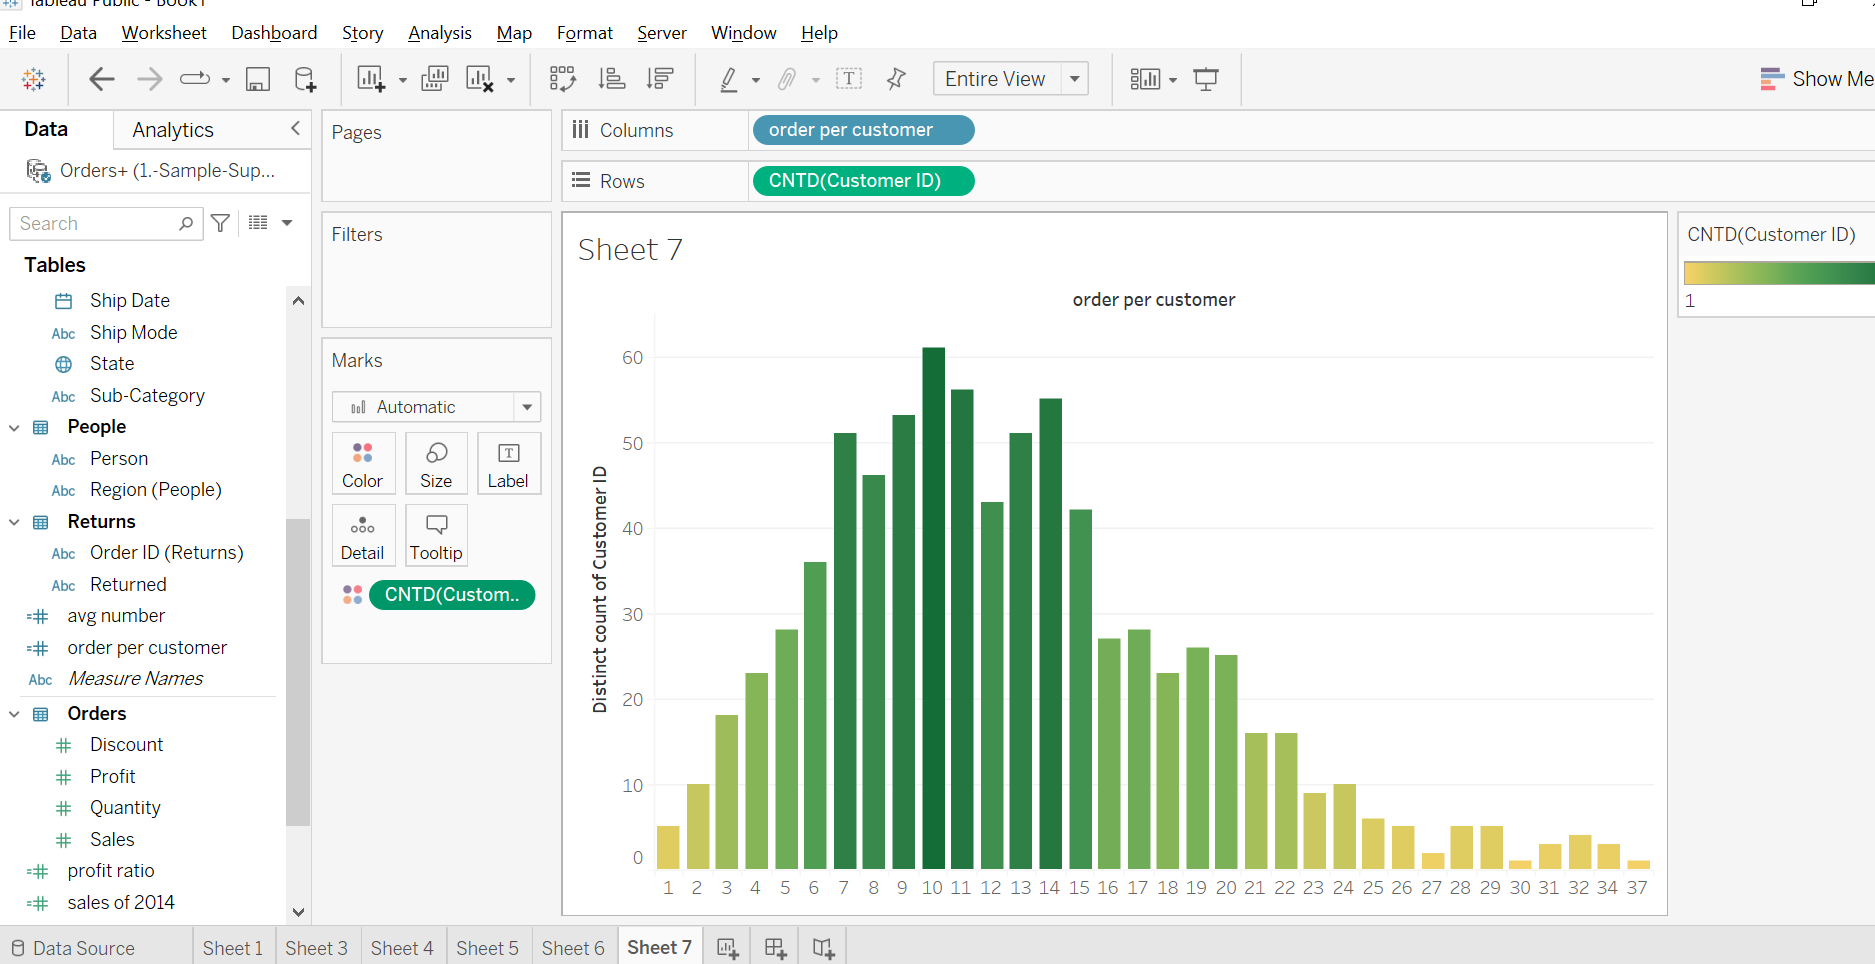 Tableau Public - Book1
File Data Worksheet Dashboard Story Analysis Map Format Server Window Help
Entire View
Show Me
Data Analytics
Orders+ (1.-Sample-Sup...
Search
Tables
Ship Date
Abc Ship Mode
State
Abc Sub-Category
People
Abc Person
Abc Region (People)
Returns
Abc Order ID (Returns)
Abc Returned
=# avg number
=# order per customer
Abc Measure Names
Orders
# Discount
# Profit
# Quantity
# Sales
=# profit ratio
=# sales of 2014
Pages
Filters
Marks
Automatic
Color Size Label
Detail Tooltip
CNTD(Custom..
Columns order per customer
Rows CNTD(Customer ID)
Sheet 7
order per customer
Distinct count of Customer ID
60
50
40
30
20
10
0
1 2 3 4 5 6 7 8 9 10 11 12 13 14 15 16 17 18 19 20 21 22 23 24 25 26 27 28 29 30 31 32 34 37
CNTD(Customer ID)
1
Data Source Sheet 1 Sheet 3 Sheet 4 Sheet 5 Sheet 6 Sheet 7